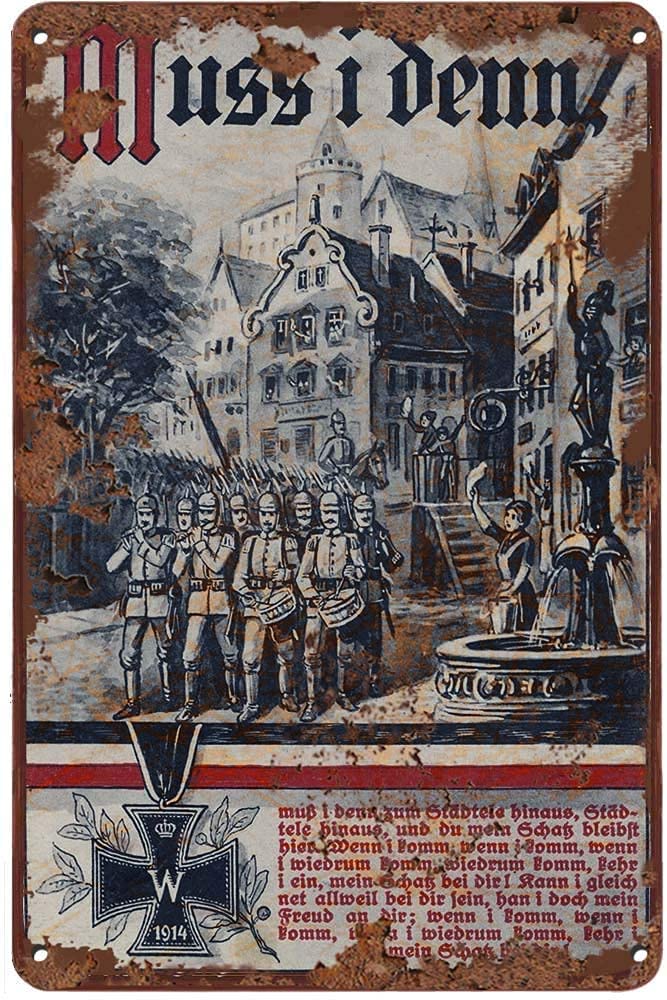 Muss i denn
muß i denn zum Städtele hinaus, Städ-
tele hinaus, und du mein Schatz bleibst
hier. Wenn i komm, wenn i komm, wenn
i wiedrum komm, wiedrum komm, kehr
i ein, mein Schatz bei dir! Kann i gleich
net allweil bei dir sein, han i doch mein
Freud an dir; wenn i komm, wenn i
komm, i wiedrum komm, kehr i
mein Schatz
W
1914